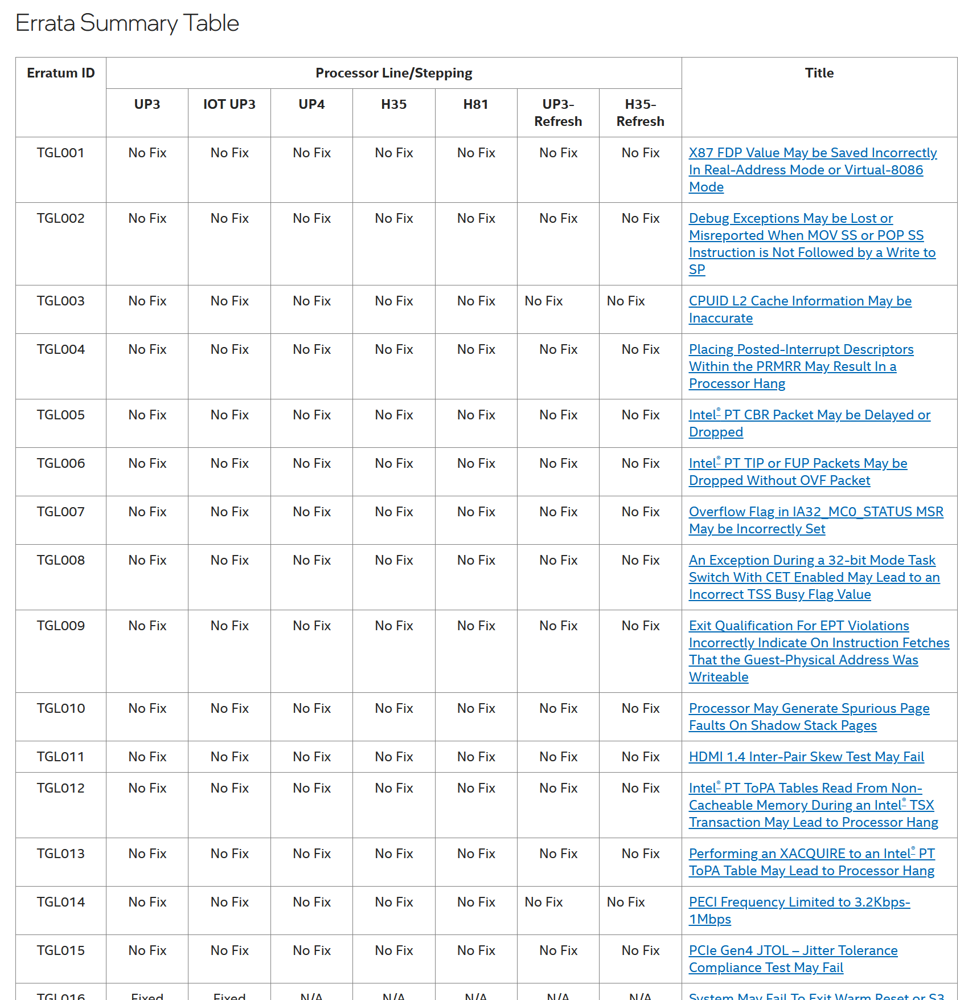 Errata Summary Table
Erratum ID Processor Line/Stepping Title
UP3 IOT UP3 UP4 H35 H81 UP3- H35-
Refresh Refresh
TGL001 No Fix No Fix No Fix No Fix No Fix No Fix No Fix X87 FDP Value May be Saved Incorrectly
In Real-Address Mode or Virtual-8086
Mode
TGL002 No Fix No Fix No Fix No Fix No Fix No Fix No Fix Debug Exceptions May be Lost or
Misreported When MOV SS or POP SS
Instruction is Not Followed by a Write to
SP
TGL003 No Fix No Fix No Fix No Fix No Fix No Fix No Fix CPUID L2 Cache Information May be
Inaccurate
TGL004 No Fix No Fix No Fix No Fix No Fix No Fix No Fix Placing Posted-Interrupt Descriptors
Within the PRMRR May Result In a
Processor Hang
TGL005 No Fix No Fix No Fix No Fix No Fix No Fix No Fix Intel® PT CBR Packet May be Delayed or
Dropped
TGL006 No Fix No Fix No Fix No Fix No Fix No Fix No Fix Intel® PT TIP or FUP Packets May be
Dropped Without OVF Packet
TGL007 No Fix No Fix No Fix No Fix No Fix No Fix No Fix Overflow Flag in IA32_MC0_STATUS MSR
May be Incorrectly Set
TGL008 No Fix No Fix No Fix No Fix No Fix No Fix No Fix An Exception During a 32-bit Mode Task
Switch With CET Enabled May Lead to an
Incorrect TSS Busy Flag Value
TGL009 No Fix No Fix No Fix No Fix No Fix No Fix No Fix Exit Qualification For EPT Violations
Incorrectly Indicate On Instruction Fetches
That the Guest-Physical Address Was
Writeable
TGL010 No Fix No Fix No Fix No Fix No Fix No Fix No Fix Processor May Generate Spurious Page
Faults On Shadow Stack Pages
TGL011 No Fix No Fix No Fix No Fix No Fix No Fix No Fix HDMI 1.4 Inter-Pair Skew Test May Fail
TGL012 No Fix No Fix No Fix No Fix No Fix No Fix No Fix Intel® PT ToPA Tables Read From Non-
Cacheable Memory During an Intel® TSX
Transaction May Lead to Processor Hang
TGL013 No Fix No Fix No Fix No Fix No Fix No Fix No Fix Performing an XACQUIRE to an Intel® PT
ToPA Table May Lead to Processor Hang
TGL014 No Fix No Fix No Fix No Fix No Fix No Fix No Fix PECI Frequency Limited to 3.2Kbps-
1Mbps
TGL015 No Fix No Fix No Fix No Fix No Fix No Fix No Fix PCIe Gen4 JTOL – Jitter Tolerance
Compliance Test May Fail
TGL016 Fixed Fixed N/A N/A N/A N/A N/A System May Fail To Exit Warm Reset or S3